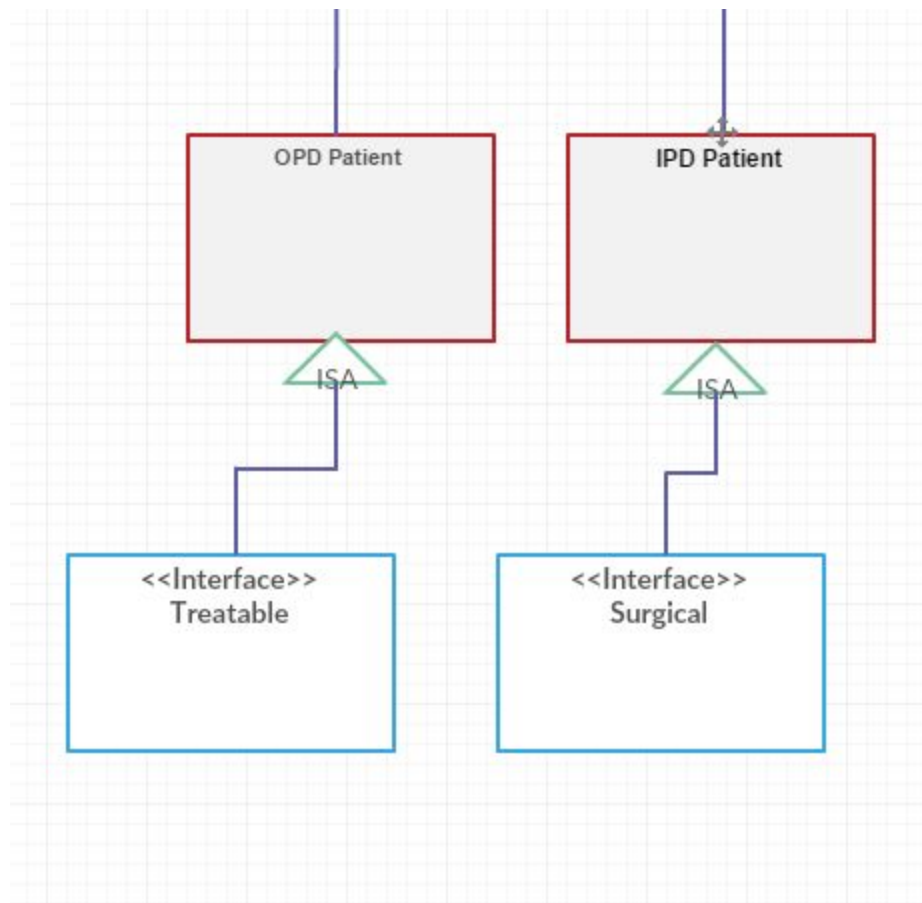 OPD Patient
IPD Patient
ISA
ISA
<<Interface>>
Treatable
<<Interface>>
Surgical